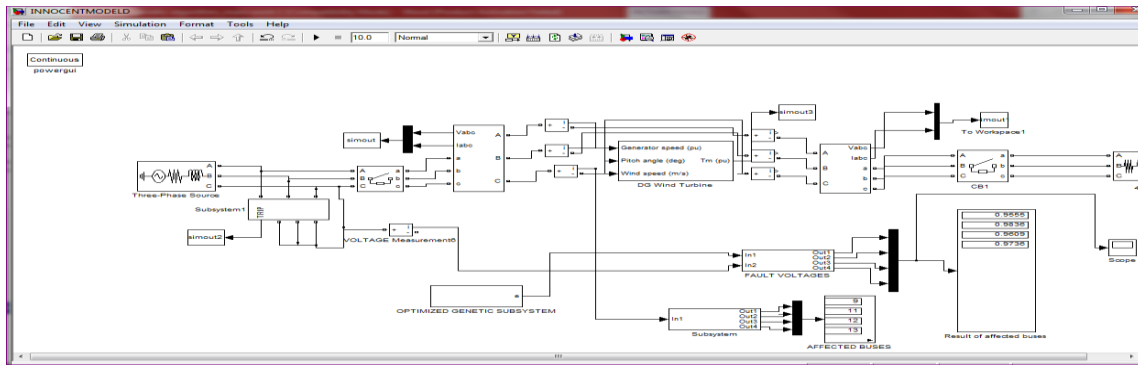 INNOCENTMODELD
File Edit View Simulation Format Tools Help
10.0 Normal
Continuous
powergui
Three-Phase Source
A
B
C
Subsystem1
TRIP
simout2
VOLTAGE Measurement6
A
B
C
a
b
c
simout
Vabc
Iabc
a
b
c
A
B
C
Generator speed (pu)
Pitch angle (deg)
Wind speed (m/s)
Tm (pu)
DG Wind Turbine
simout3
Vabc
Iabc
A
B
C
a
b
c
imout
To Workspace1
A
B
C
a
b
c
CB1
A
B
C
OPTIMIZED GENETIC SUBSYSTEM
In1
In2
Out1
Out2
Out3
Out4
FAULT VOLTAGES
In1
Out1
Out2
Out3
Out4
Subsystem
9
11
12
13
AFFECTED BUSES
0.9555
0.9836
0.9609
0.9736
Result of affected buses
Scope